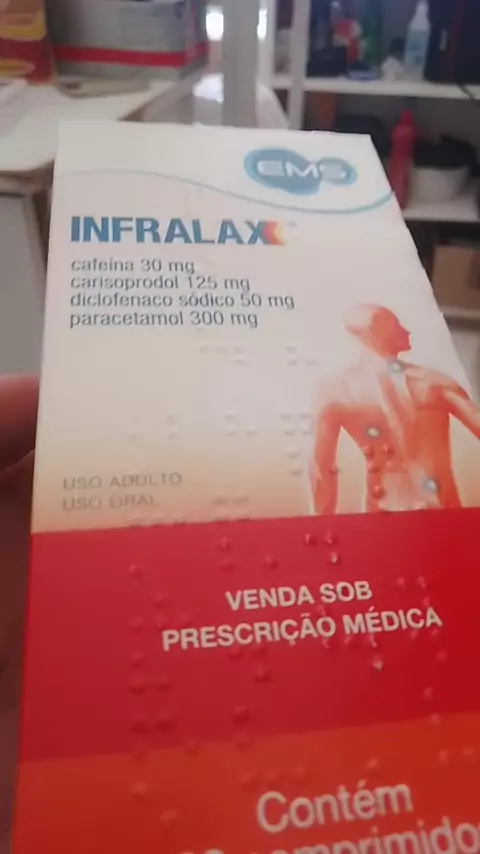 EMS
INFRALAX
cafeína 30 mg
carisoprodol 125 mg
diclofenaco sódico 50 mg
paracetamol 300 mg
USO ADULTO
USO ORAL
VENDA SOB
PRESCRIÇÃO MÉDICA
Contém
comprimidos